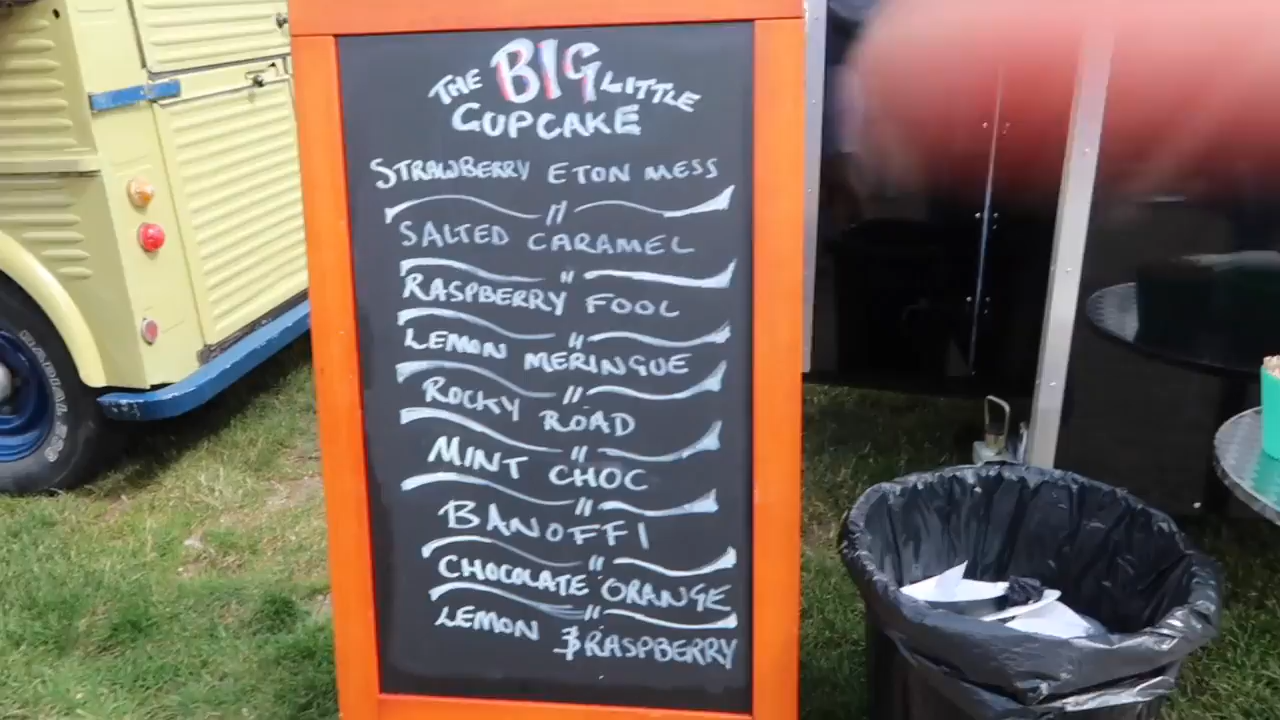 THE BIG LITTLE
CUPCAKE
STRAWBERRY ETON MESS
SALTED CARAMEL
RASPBERRY FOOL
LEMON MERINGUE
ROCKY ROAD
MINT CHOC
BANOFFI
CHOCOLATE ORANGE
LEMON & RASPBERRY
RADIAL